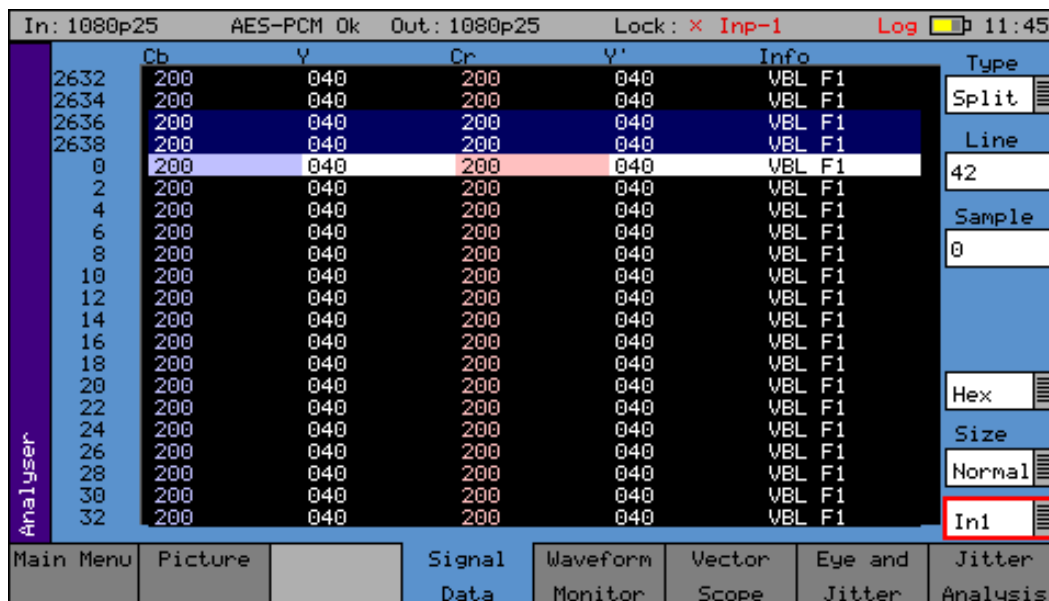 In: 1080p25 AES-PCM Ok Out: 1080p25 Lock: × Inp-1 Log 11:45
Cb Y Cr Y' Info
2632 200 040 200 040 VBL F1
2634 200 040 200 040 VBL F1
2636 200 040 200 040 VBL F1
2638 200 040 200 040 VBL F1
0 200 040 200 040 VBL F1
2 200 040 200 040 VBL F1
4 200 040 200 040 VBL F1
6 200 040 200 040 VBL F1
8 200 040 200 040 VBL F1
10 200 040 200 040 VBL F1
12 200 040 200 040 VBL F1
14 200 040 200 040 VBL F1
16 200 040 200 040 VBL F1
18 200 040 200 040 VBL F1
20 200 040 200 040 VBL F1
22 200 040 200 040 VBL F1
24 200 040 200 040 VBL F1
26 200 040 200 040 VBL F1
28 200 040 200 040 VBL F1
30 200 040 200 040 VBL F1
32 200 040 200 040 VBL F1
Analyser
Type
Split
Line
42
Sample
0
Hex
Size
Normal
In1
Main Menu
Picture
Signal
Data
Waveform
Monitor
Vector
Scope
Eye and
Jitter
Jitter
Analysis